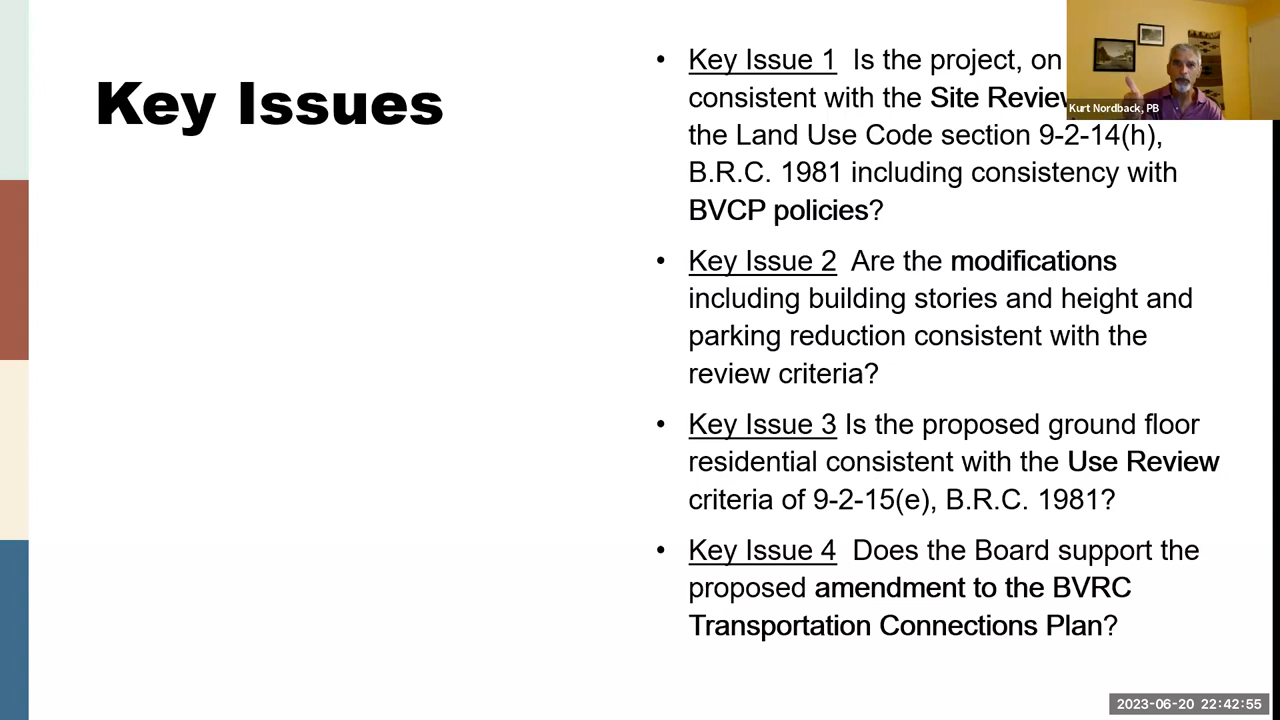 Key Issues
• Key Issue 1 Is the project, on
consistent with the Site Review
the Land Use Code section 9-2-14(h),
B.R.C. 1981 including consistency with
BVCP policies?
• Key Issue 2 Are the modifications
including building stories and height and
parking reduction consistent with the
review criteria?
• Key Issue 3 Is the proposed ground floor
residential consistent with the Use Review
criteria of 9-2-15(e), B.R.C. 1981?
• Key Issue 4 Does the Board support the
proposed amendment to the BVRC
Transportation Connections Plan?
Kurt Nordback, PB
2023-06-20 22:42:55